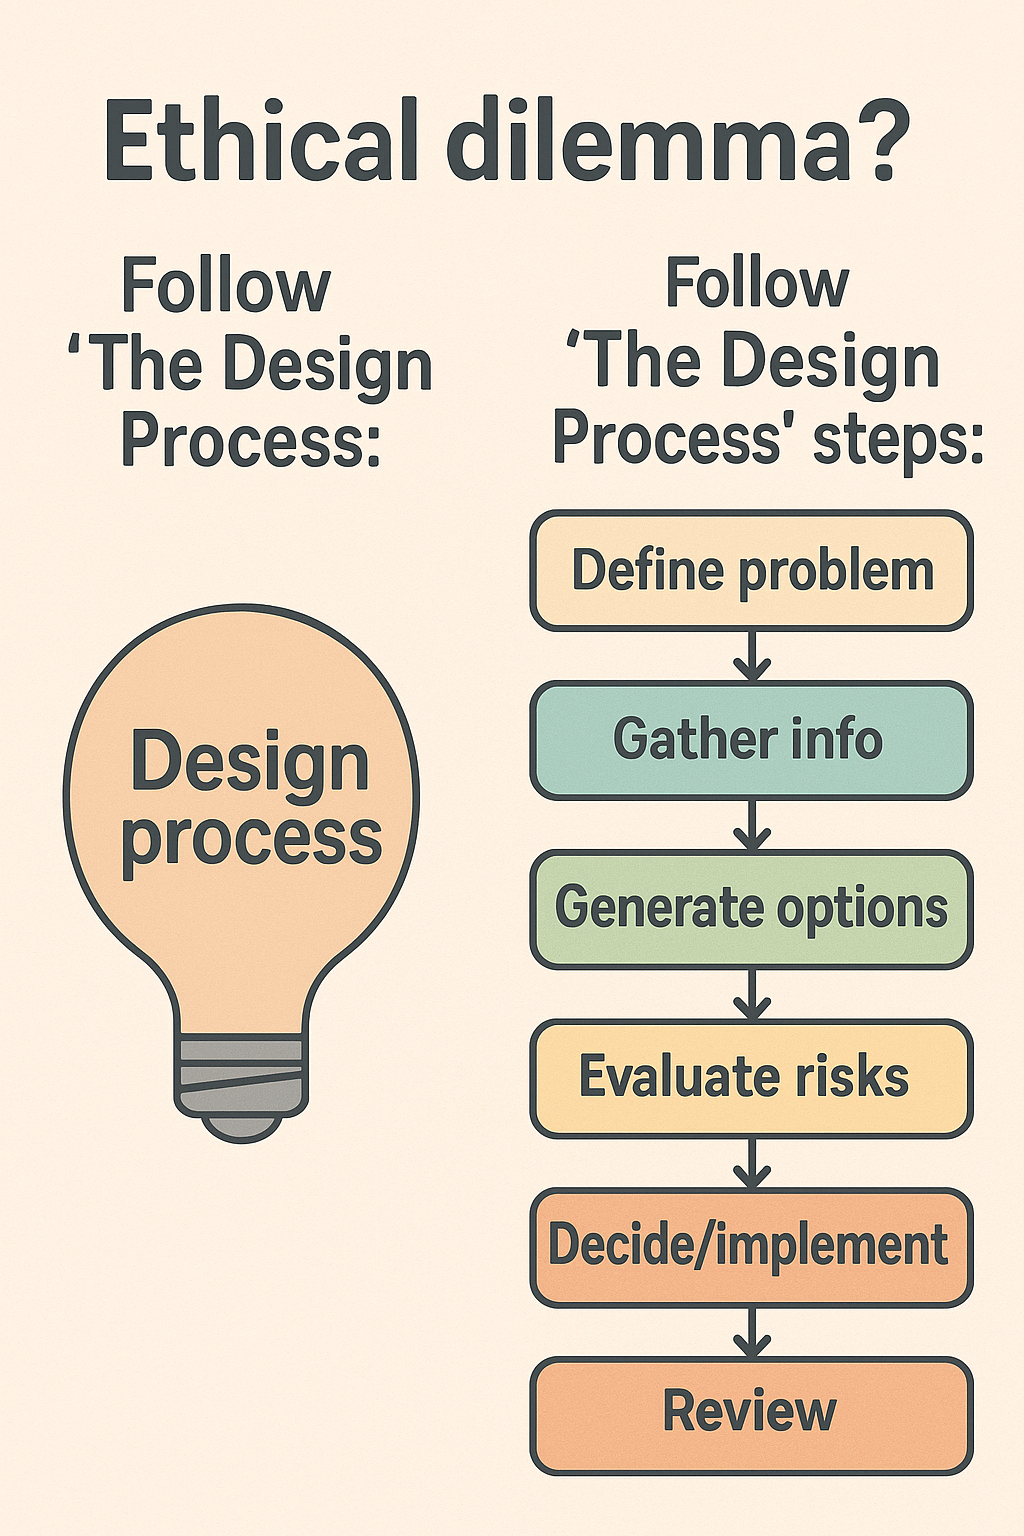 Ethical dilemma?
Follow
‘The Design
Process:
Design
process
Follow
‘The Design
Process' steps:
Define problem
Gather info
Generate options
Evaluate risks
Decide/implement
Review